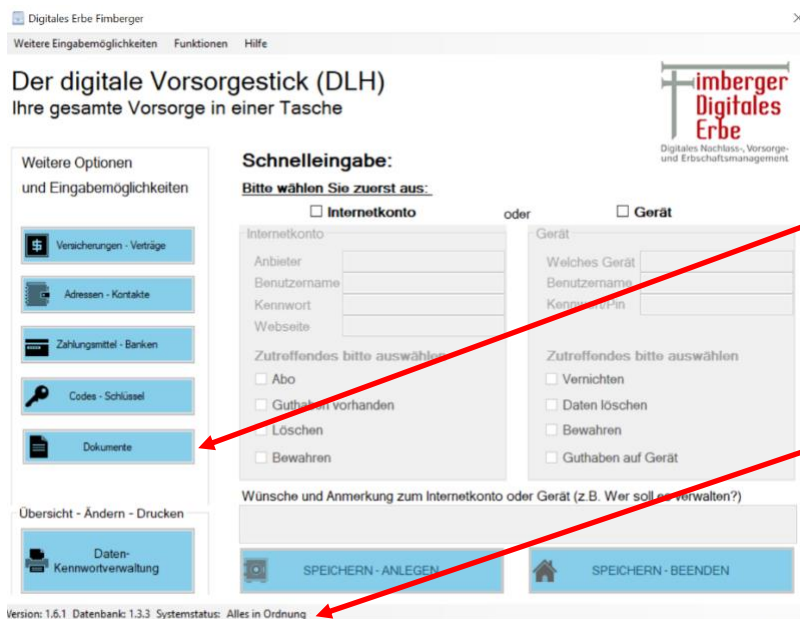 Digitales Erbe Fimberger
Weitere Eingabemöglichkeiten Funktionen Hilfe
Der digitale Vorsorgestick (DLH)
Ihre gesamte Vorsorge in einer Tasche
imberger
Digitales
Erbe
Digitales Nachlass-, Vorsorge-
und Erbschaftsmanagement
Weitere Optionen
und Eingabemöglichkeiten
Versicherungen - Verträge
Adressen - Kontakte
Zahlungsmittel - Banken
Codes - Schlüssel
Dokumente
Übersicht - Ändern - Drucken
Daten-
Kennwortverwaltung
Schnelleingabe:
Bitte wählen Sie zuerst aus:
Internetkonto oder Gerät
Internetkonto
Anbieter
Benutzername
Kennwort
Webseite
Zutreffendes bitte auswählen
Abo
Guthaben vorhanden
Löschen
Bewahren
Gerät
Welches Gerät
Benutzername
Kennwort/Pin
Zutreffendes bitte auswählen
Vernichten
Daten löschen
Bewahren
Guthaben auf Gerät
Wünsche und Anmerkung zum Internetkonto oder Gerät (z.B. Wer soll es verwalten?)
SPEICHERN - ANLEGEN
SPEICHERN - BEENDEN
Version: 1.6.1 Datenbank: 1.3.3 Systemstatus: Alles in Ordnung